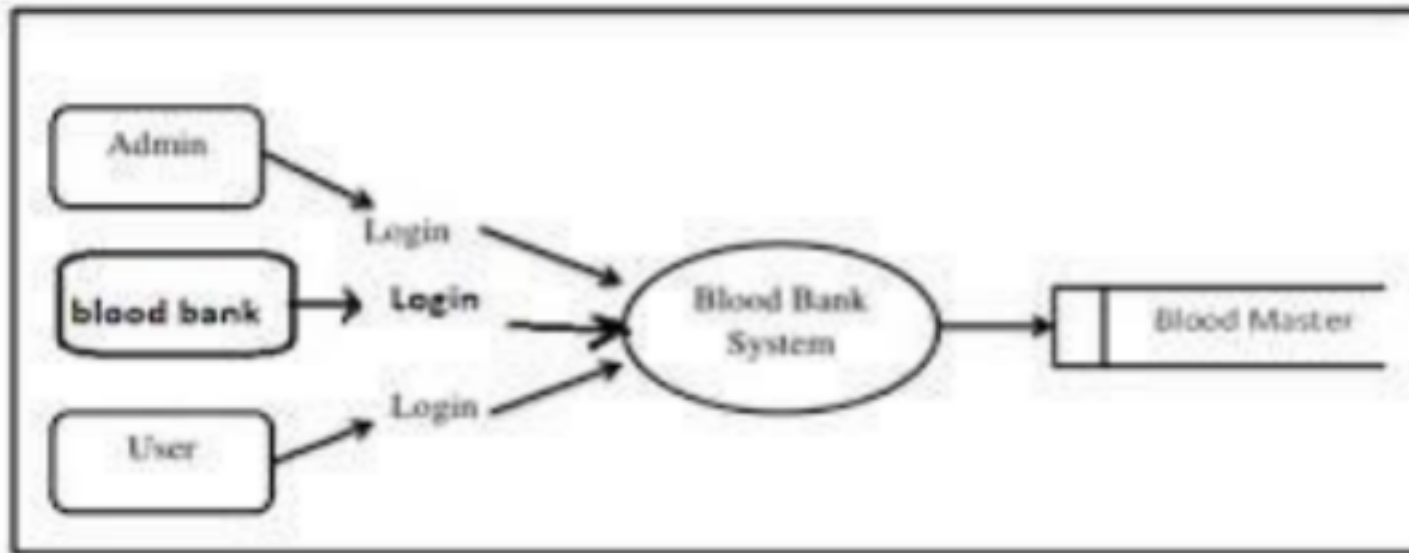 Admin
Login
blood bank
Login
Blood Bank
System
Blood Master
Login
User